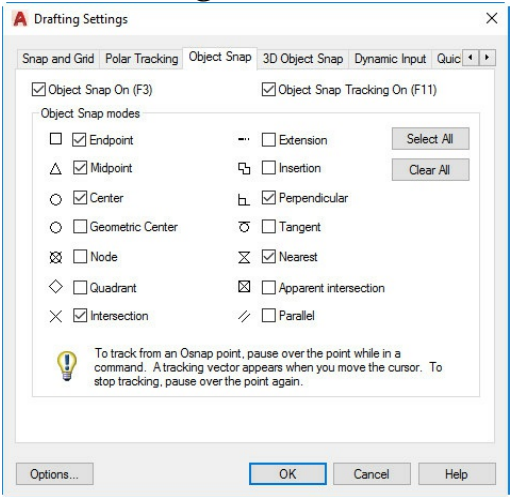 Drafting Settings
Snap and Grid Polar Tracking Object Snap 3D Object Snap Dynamic Input Quic
Object Snap On (F3) Object Snap Tracking On (F11)
Object Snap modes
Endpoint Extension Select All
Midpoint Insertion Clear All
Center Perpendicular
Geometric Center Tangent
Node Nearest
Quadrant Apparent intersection
Intersection Parallel
To track from an Osnap point, pause over the point while in a
command. A tracking vector appears when you move the cursor. To
stop tracking, pause over the point again.
Options... OK Cancel Help